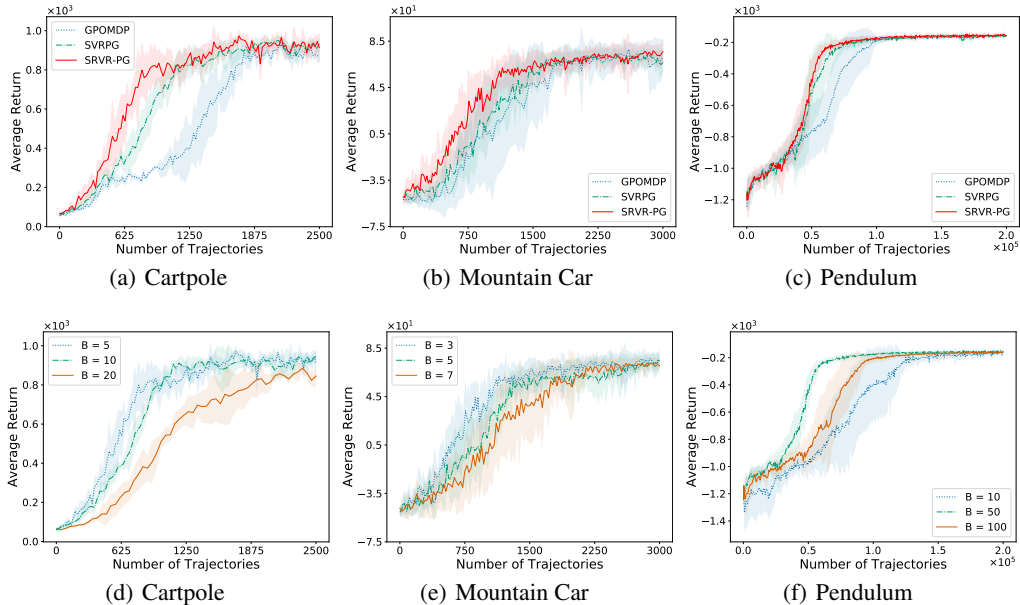 ×10³
1.0
0.8
0.6
0.4
0.2
0.0
Average Return
GPOMDP
SVRPG
SRVR-PG
0 625 1250 1875 2500
Number of Trajectories
(a) Cartpole
×10¹
8.5
4.5
0.5
−3.5
−7.5
Average Return
GPOMDP
SVRPG
SRVR-PG
0 750 1500 2250 3000
Number of Trajectories
(b) Mountain Car
×10³
−0.2
−0.4
−0.6
−0.8
−1.0
−1.2
Average Return
GPOMDP
SVRPG
SRVR-PG
0.0 0.5 1.0 1.5 2.0
×10⁵
Number of Trajectories
(c) Pendulum
×10³
1.0
0.8
0.6
0.4
0.2
0.0
Average Return
B = 5
B = 10
B = 20
0 625 1250 1875 2500
Number of Trajectories
(d) Cartpole
×10¹
8.5
4.5
0.5
−3.5
−7.5
Average Return
B = 3
B = 5
B = 7
0 750 1500 2250 3000
Number of Trajectories
(e) Mountain Car
×10³
−0.2
−0.4
−0.6
−0.8
−1.0
−1.2
−1.4
Average Return
B = 10
B = 50
B = 100
0.0 0.5 1.0 1.5 2.0
×10⁵
Number of Trajectories
(f) Pendulum